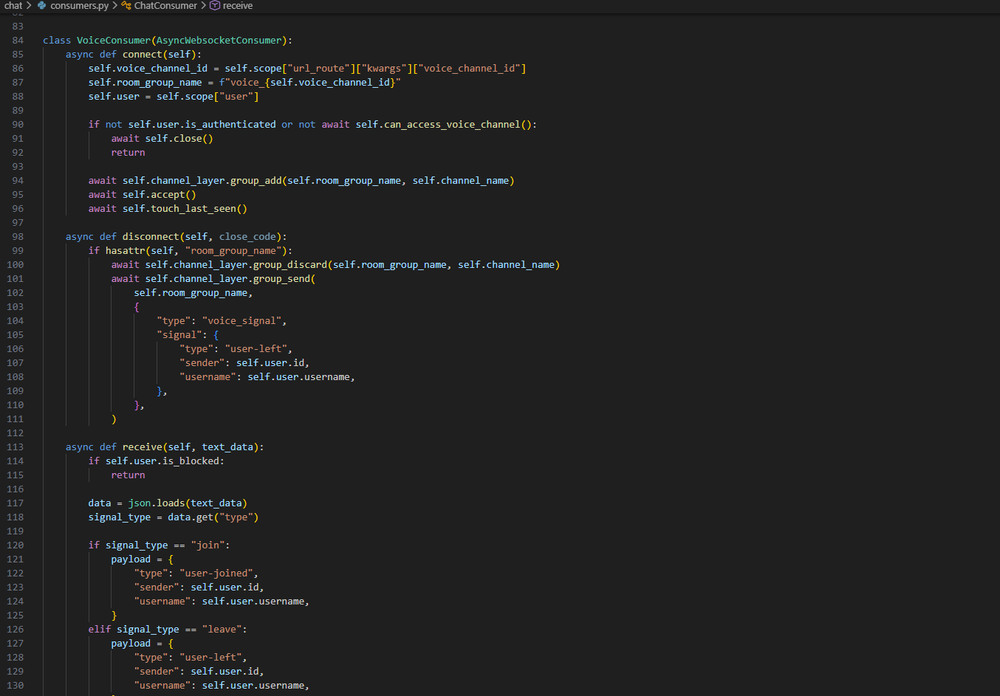 chat > consumers.py > ChatConsumer > receive
83
84 class VoiceConsumer(AsyncWebsocketConsumer):
85     async def connect(self):
86         self.voice_channel_id = self.scope["url_route"]["kwargs"]["voice_channel_id"]
87         self.room_group_name = f"voice_{self.voice_channel_id}"
88         self.user = self.scope["user"]
89
90         if not self.user.is_authenticated or not await self.can_access_voice_channel():
91             await self.close()
92             return
93
94         await self.channel_layer.group_add(self.room_group_name, self.channel_name)
95         await self.accept()
96         await self.touch_last_seen()
97
98     async def disconnect(self, close_code):
99         if hasattr(self, "room_group_name"):
100             await self.channel_layer.group_discard(self.room_group_name, self.channel_name)
101             await self.channel_layer.group_send(
102                 self.room_group_name,
103                 {
104                     "type": "voice_signal",
105                     "signal": {
106                         "type": "user-left",
107                         "sender": self.user.id,
108                         "username": self.user.username,
109                     },
110                 },
111             )
112
113     async def receive(self, text_data):
114         if self.user.is_blocked:
115             return
116
117         data = json.loads(text_data)
118         signal_type = data.get("type")
119
120         if signal_type == "join":
121             payload = {
122                 "type": "user-joined",
123                 "sender": self.user.id,
124                 "username": self.user.username,
125             }
126         elif signal_type == "leave":
127             payload = {
128                 "type": "user-left",
129                 "sender": self.user.id,
130                 "username": self.user.username,